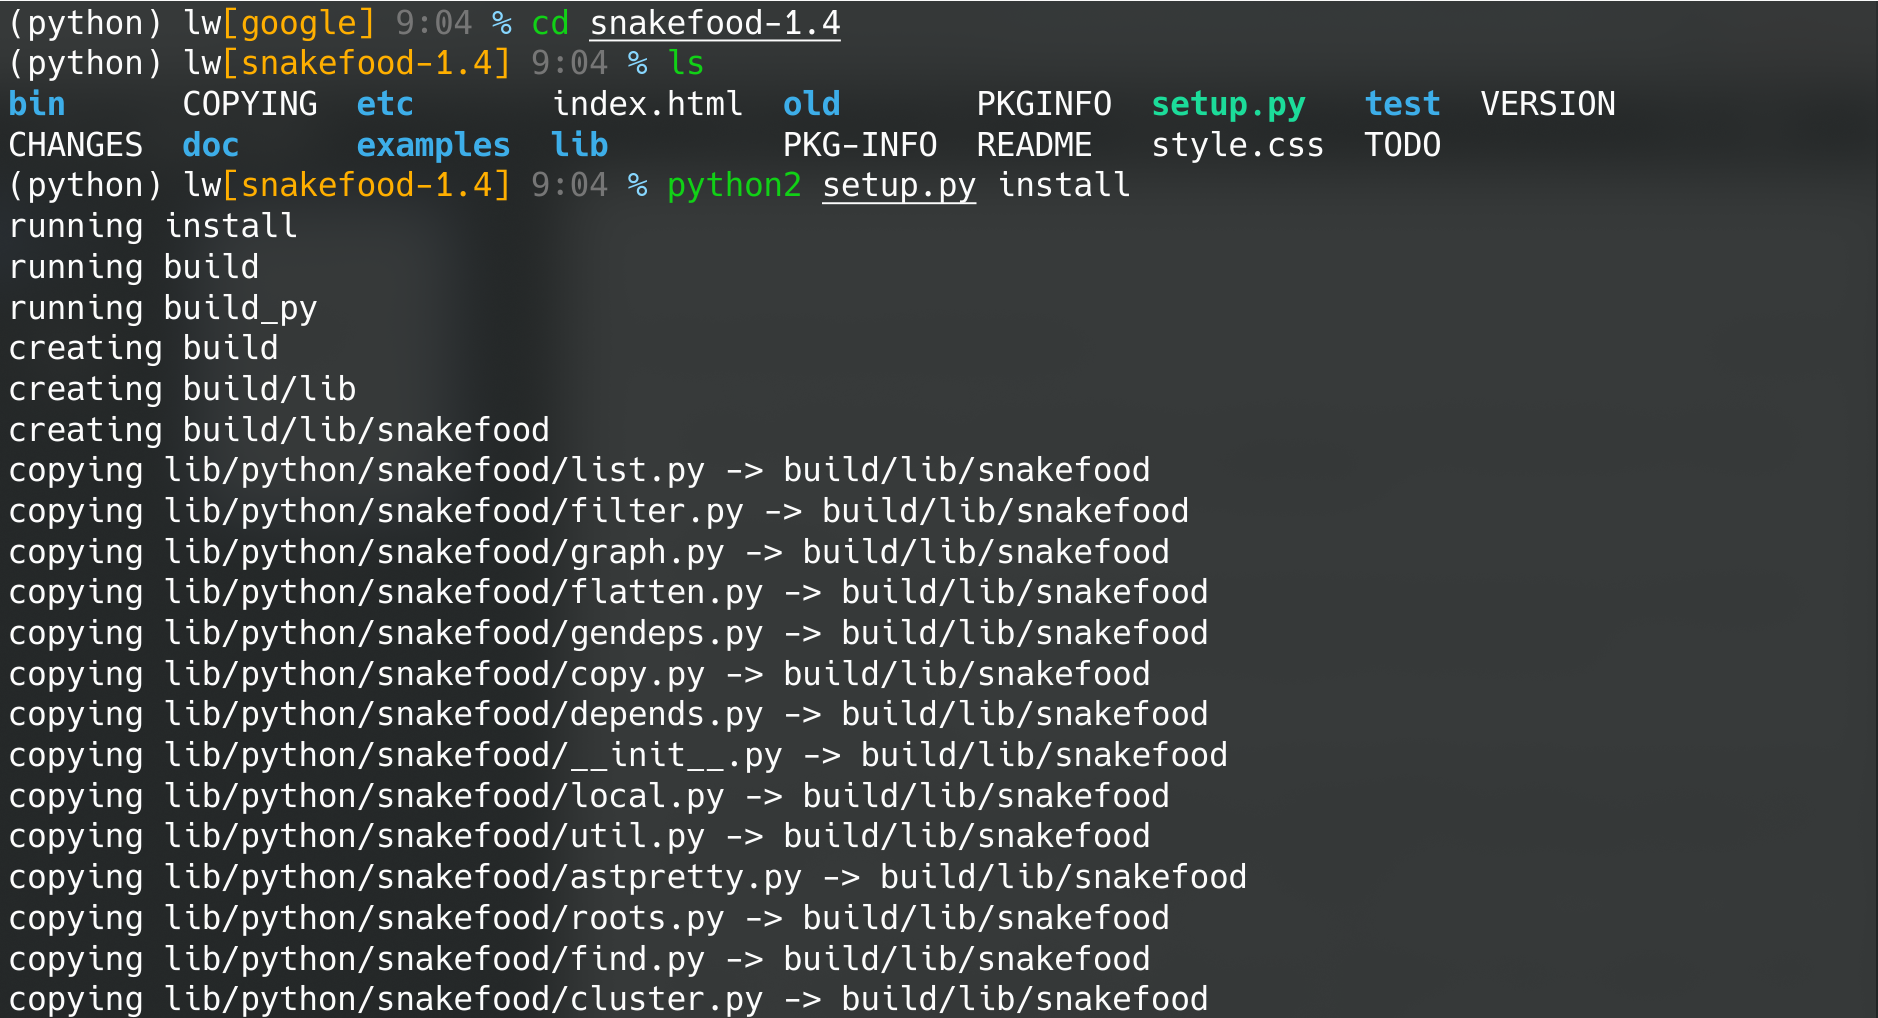 (python) lw[google] 9:04 % cd snakefood-1.4
(python) lw[snakefood-1.4] 9:04 % ls
bin      COPYING  etc       index.html  old       PKGINFO  setup.py   test  VERSION
CHANGES  doc      examples  lib         PKG-INFO  README   style.css  TODO
(python) lw[snakefood-1.4] 9:04 % python2 setup.py install
running install
running build
running build_py
creating build
creating build/lib
creating build/lib/snakefood
copying lib/python/snakefood/list.py -> build/lib/snakefood
copying lib/python/snakefood/filter.py -> build/lib/snakefood
copying lib/python/snakefood/graph.py -> build/lib/snakefood
copying lib/python/snakefood/flatten.py -> build/lib/snakefood
copying lib/python/snakefood/gendeps.py -> build/lib/snakefood
copying lib/python/snakefood/copy.py -> build/lib/snakefood
copying lib/python/snakefood/depends.py -> build/lib/snakefood
copying lib/python/snakefood/__init__.py -> build/lib/snakefood
copying lib/python/snakefood/local.py -> build/lib/snakefood
copying lib/python/snakefood/util.py -> build/lib/snakefood
copying lib/python/snakefood/astpretty.py -> build/lib/snakefood
copying lib/python/snakefood/roots.py -> build/lib/snakefood
copying lib/python/snakefood/find.py -> build/lib/snakefood
copying lib/python/snakefood/cluster.py -> build/lib/snakefood